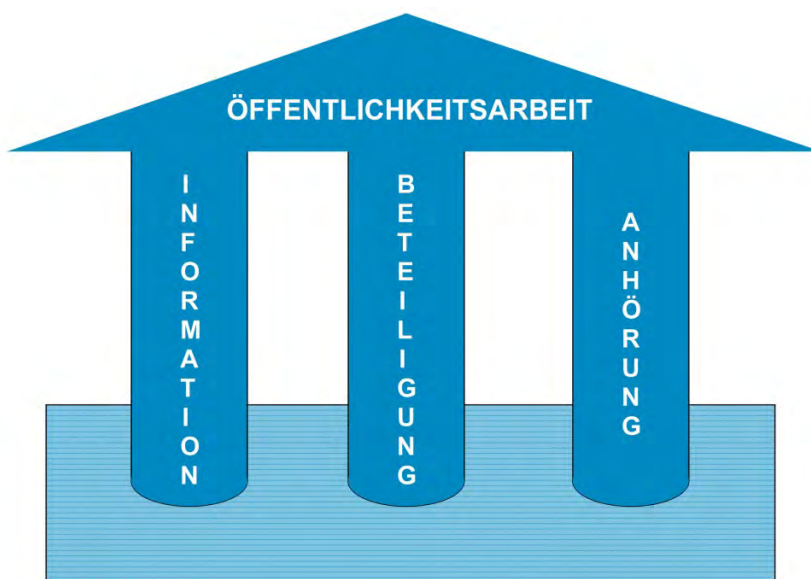 ÖFFENTLICHKEITSARBEIT
INFORMATION
BETEILIGUNG
ANHÖRUNG